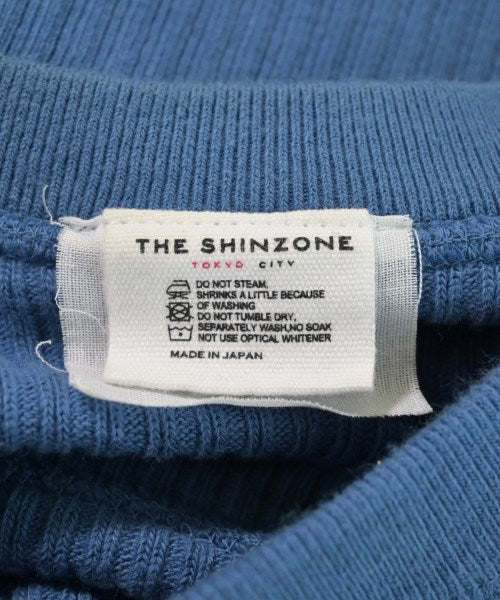 THE SHINZONE
TOKYO CITY
DO NOT STEAM,
SHRINKS A LITTLE BECAUSE
OF WASHING
DO NOT TUMBLE DRY,
SEPARATELY WASH,NO SOAK
NOT USE OPTICAL WHITENER
MADE IN JAPAN